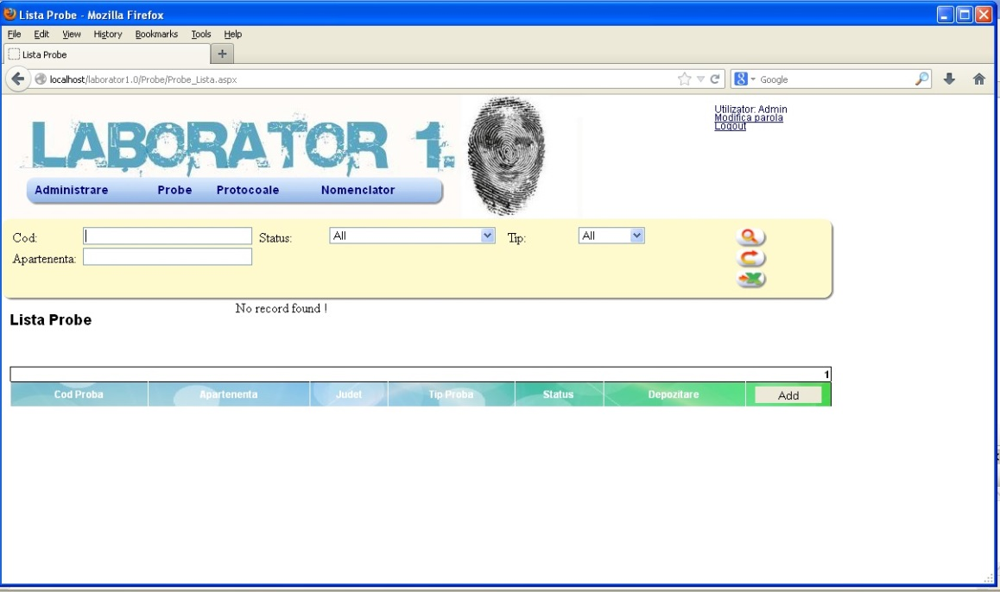 Lista Probe - Mozilla Firefox
File Edit View History Bookmarks Tools Help
Lista Probe +
localhost/laborator1.0/Probe/Probe_Lista.aspx Google
LABORATOR 1.
Utilizator: Admin
Modifica parola
Logout
Administrare Probe Protocoale Nomenclator
Cod: Status: All Tip: All
Apartenenta:
No record found !
Lista Probe
1
Cod Proba Apartenenta Judet Tip Proba Status Depozitare Add